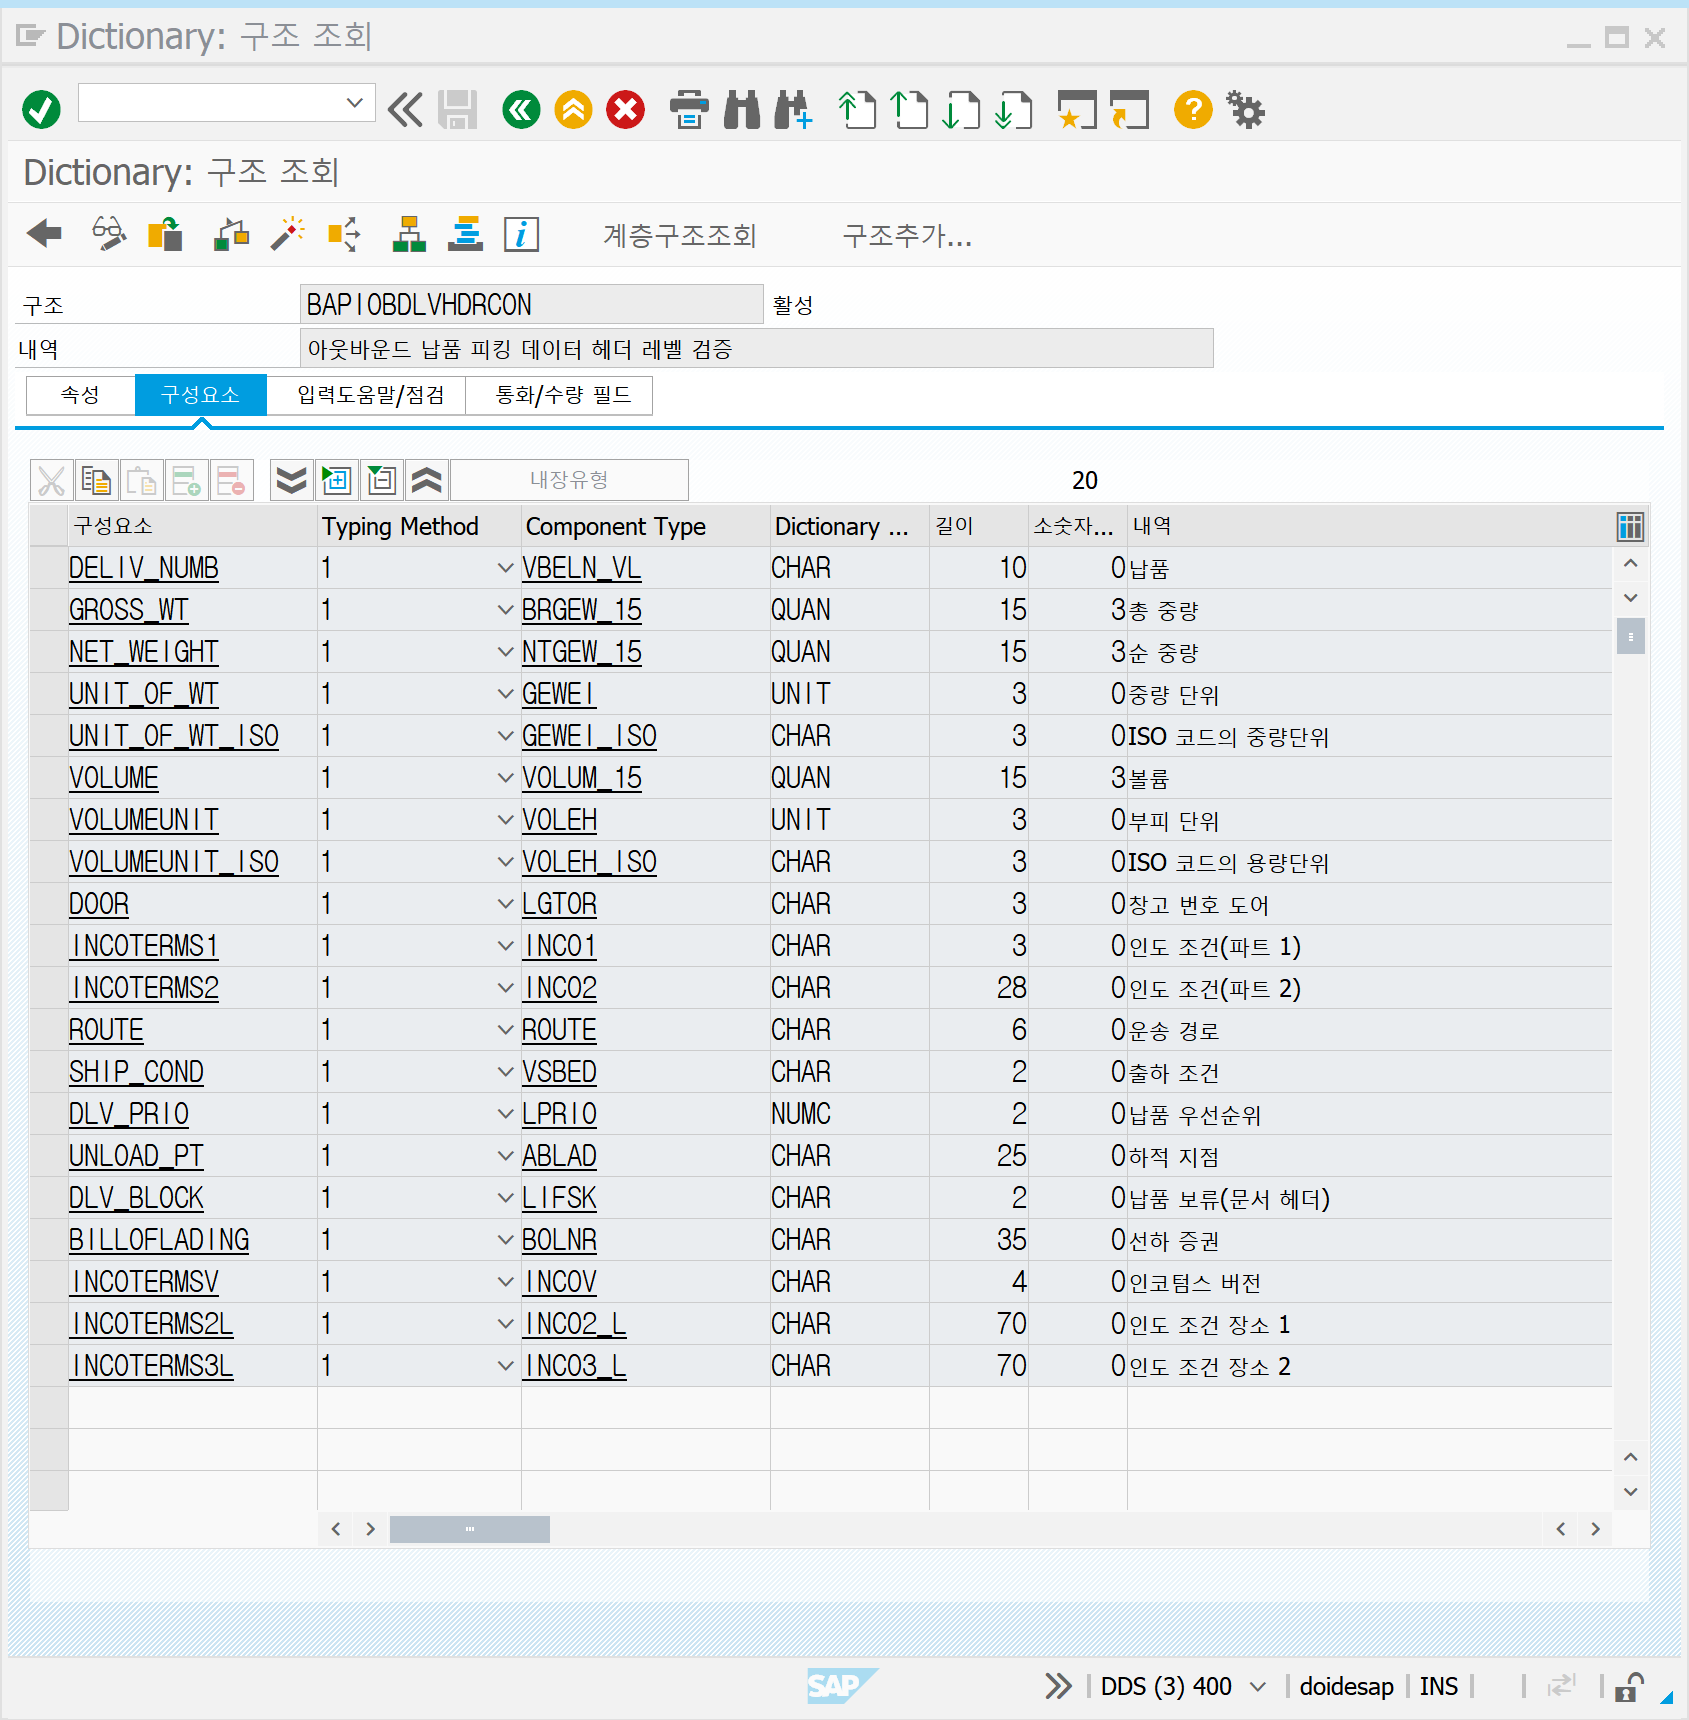 Dictionary: 구조 조회
Dictionary: 구조 조회
계층구조조회 구조추가...
구조 BAPIOBDLVHDRCON 활성
내역 아웃바운드 납품 피킹 데이터 헤더 레벨 검증
속성 구성요소 입력도움말/점검 통화/수량 필드
내장유형 20
구성요소 Typing Method Component Type Dictionary ... 길이 소숫자... 내역
DELIV_NUMB 1 VBELN_VL CHAR 10 0 납품
GROSS_WT 1 BRGEW_15 QUAN 15 3 총 중량
NET_WEIGHT 1 NTGEW_15 QUAN 15 3 순 중량
UNIT_OF_WT 1 GEWEI UNIT 3 0 중량 단위
UNIT_OF_WT_ISO 1 GEWEI_ISO CHAR 3 0 ISO 코드의 중량단위
VOLUME 1 VOLUM_15 QUAN 15 3 볼륨
VOLUMEUNIT 1 VOLEH UNIT 3 0 부피 단위
VOLUMEUNIT_ISO 1 VOLEH_ISO CHAR 3 0 ISO 코드의 용량단위
DOOR 1 LGTOR CHAR 3 0 창고 번호 도어
INCOTERMS1 1 INCO1 CHAR 3 0 인도 조건(파트 1)
INCOTERMS2 1 INCO2 CHAR 28 0 인도 조건(파트 2)
ROUTE 1 ROUTE CHAR 6 0 운송 경로
SHIP_COND 1 VSBED CHAR 2 0 출하 조건
DLV_PRIO 1 LPRIO NUMC 2 0 납품 우선순위
UNLOAD_PT 1 ABLAD CHAR 25 0 하적 지점
DLV_BLOCK 1 LIFSK CHAR 2 0 납품 보류(문서 헤더)
BILLOFLADING 1 BOLNR CHAR 35 0 선하 증권
INCOTERMSV 1 INCOV CHAR 4 0 인코텀스 버전
INCOTERMS2L 1 INCO2_L CHAR 70 0 인도 조건 장소 1
INCOTERMS3L 1 INCO3_L CHAR 70 0 인도 조건 장소 2
SAP DDS (3) 400 doidesap INS